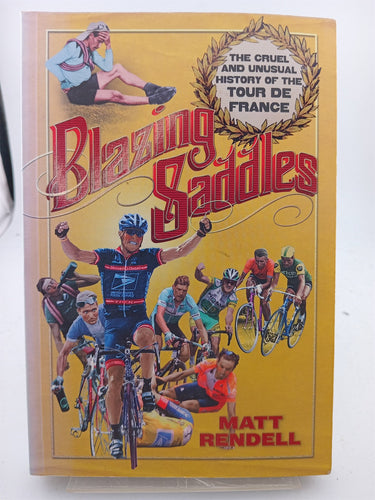 THE CRUEL
AND UNUSUAL
HISTORY OF THE
TOUR DE
FRANCE
Blazing
Saddles
MATT
RENDELL